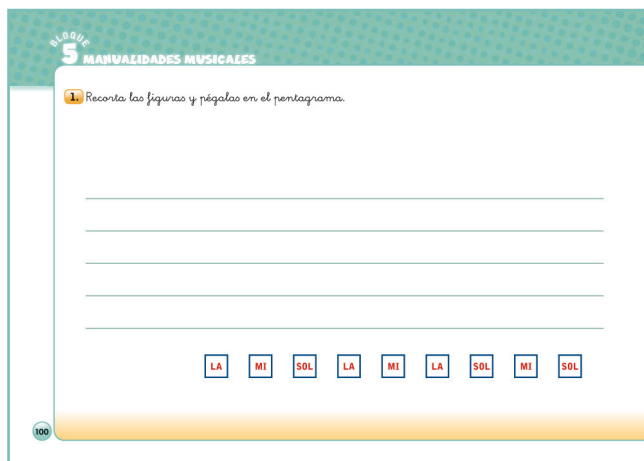 BLOQUE
5 MANUALIDADES MUSICALES
1. Recorta las figuras y pégalas en el pentagrama.
LA MI SOL LA MI LA SOL MI SOL
100